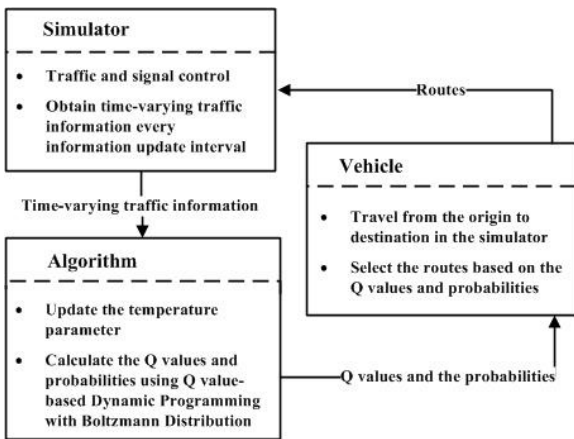 Simulator
• Traffic and signal control
• Obtain time-varying traffic
information every
information update interval
Routes
Vehicle
• Travel from the origin to
destination in the simulator
• Select the routes based on the
Q values and probabilities
Time-varying traffic information
Algorithm
• Update the temperature
parameter
• Calculate the Q values and
probabilities using Q value-
based Dynamic Programming
with Boltzmann Distribution
Q values and the probabilities